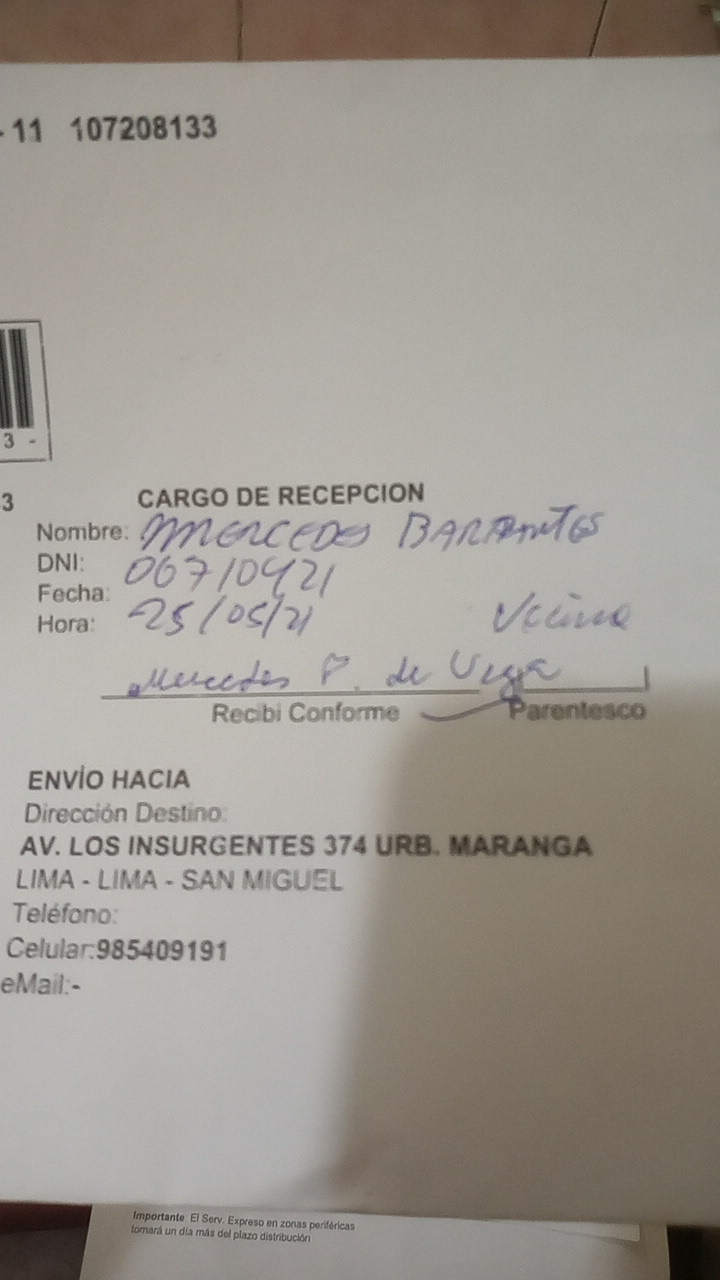 - 11 107208133
3 -
3
CARGO DE RECEPCION
Nombre: MERCEDES BARRANTES
DNI: 06710421
Fecha:
Hora: 25/05/21 Vecina
Mercedes P. de Vega
Recibi Conforme Parentesco
ENVÍO HACIA
Dirección Destino:
AV. LOS INSURGENTES 374 URB. MARANGA
LIMA - LIMA - SAN MIGUEL
Teléfono:
Celular:985409191
eMail:-
Importante: El Serv. Expreso en zonas periféricas
tomará un día más del plazo distribución